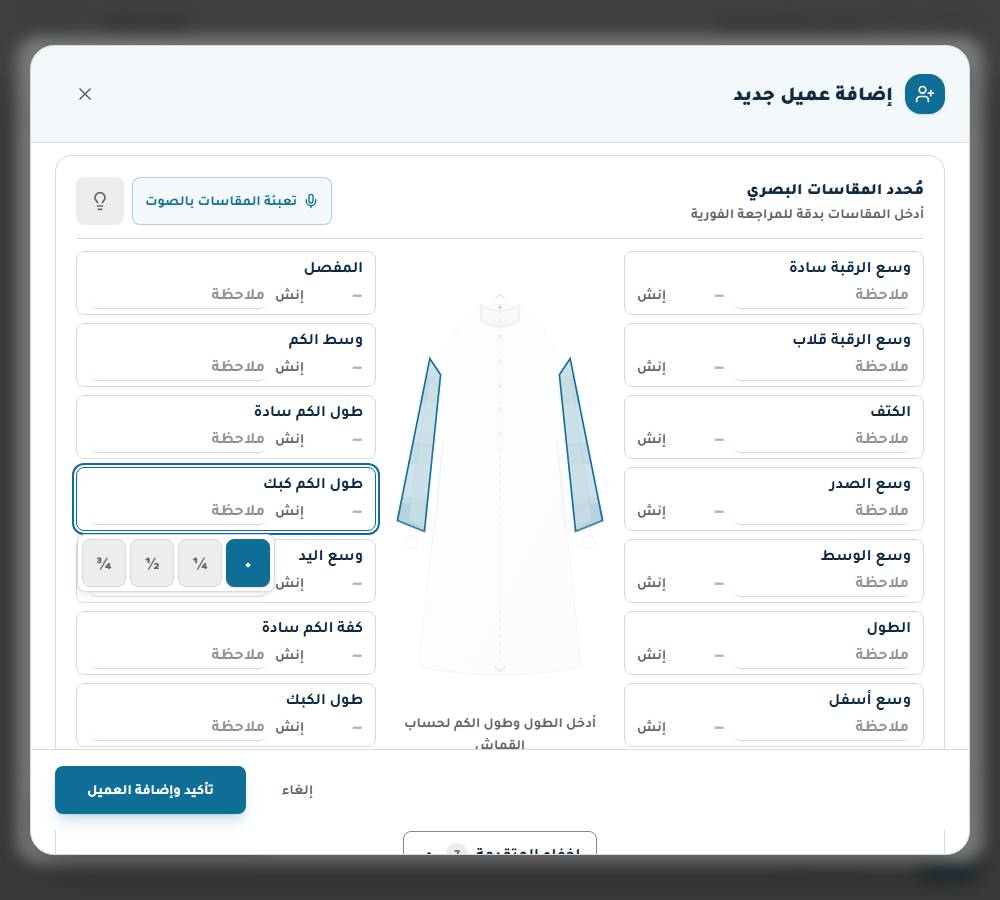 إضافة عميل جديد
مُحدد المقاسات البصري
أدخل المقاسات بدقة للمراجعة الفورية
تعبئة المقاسات بالصوت
وسع الرقبة سادة
ملاحظة – إنش
وسع الرقبة قلاب
ملاحظة – إنش
الكتف
ملاحظة – إنش
وسع الصدر
ملاحظة – إنش
وسع الوسط
ملاحظة – إنش
الطول
ملاحظة – إنش
وسع أسفل
ملاحظة – إنش
أدخل الطول وطول الكم لحساب
القماش
المفصل
– إنش ملاحظة
وسط الكم
– إنش ملاحظة
طول الكم سادة
– إنش ملاحظة
طول الكم كبك
– إنش ملاحظة
٠ ¼ ½ ¾
وسع اليد
– إنش
كفة الكم سادة
– إنش ملاحظة
طول الكبك
– إنش ملاحظة
إلغاء
تأكيد وإضافة العميل